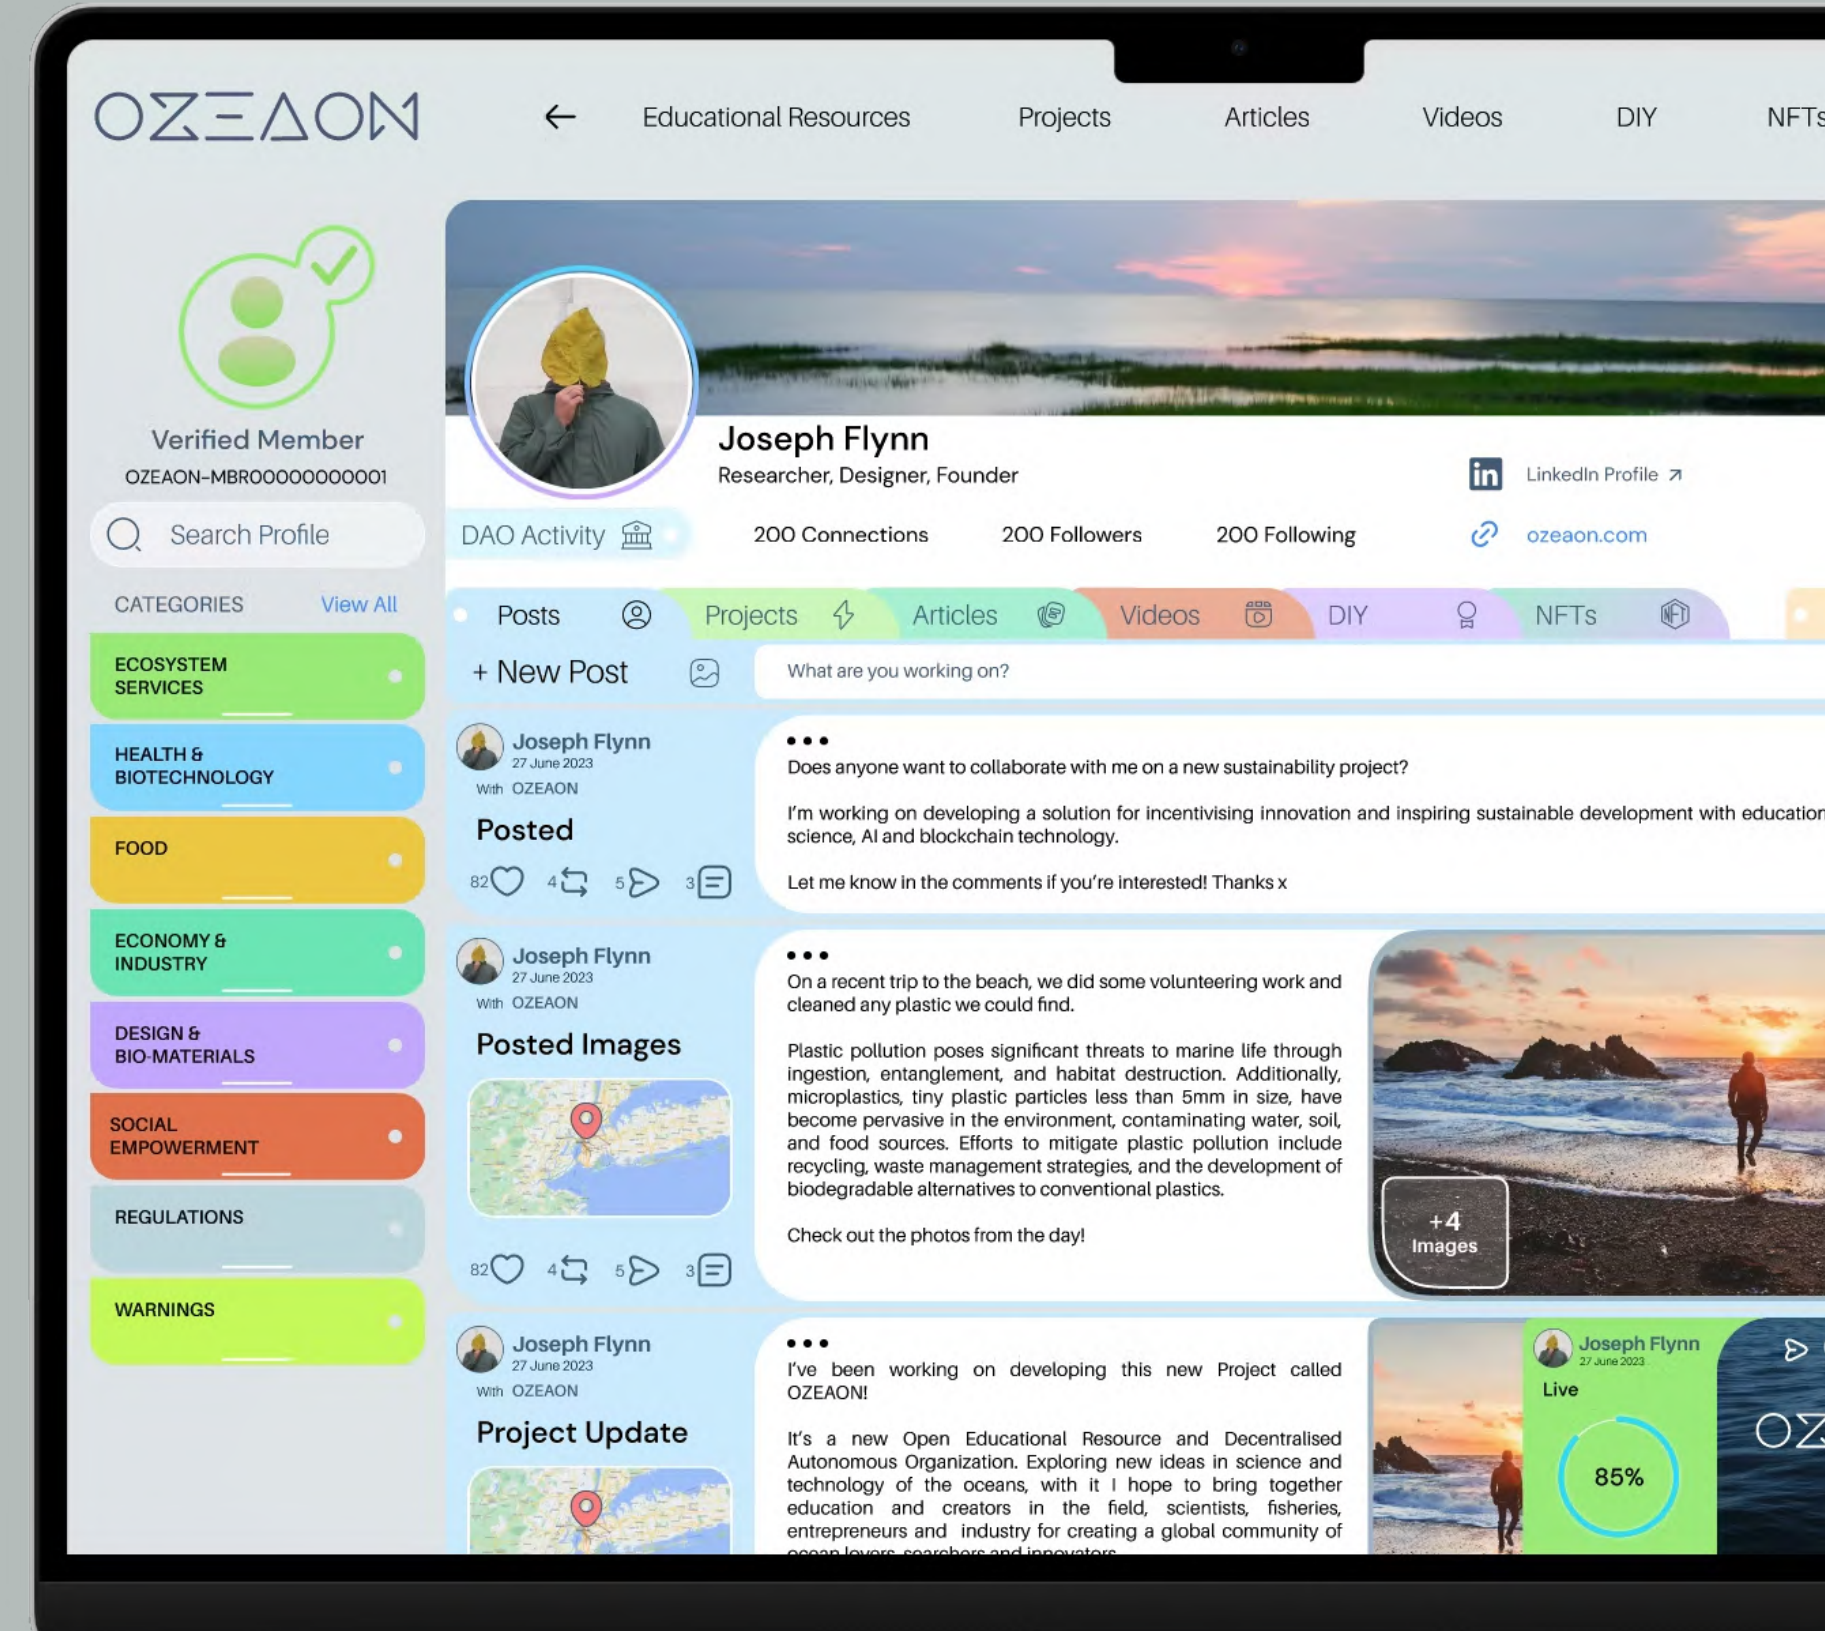 OZEAON
Educational Resources
Projects
Articles
Videos
DIY
NFTs
Verified Member
OZEAON-MBR00000000001
Search Profile
CATEGORIES
View All
ECOSYSTEM
SERVICES
HEALTH &
BIOTECHNOLOGY
FOOD
ECONOMY &
INDUSTRY
DESIGN &
BIO-MATERIALS
SOCIAL
EMPOWERMENT
REGULATIONS
WARNINGS
Joseph Flynn
Researcher, Designer, Founder
LinkedIn Profile
DAO Activity
200 Connections
200 Followers
200 Following
ozeaon.com
Posts
Projects
Articles
Videos
DIY
NFTs
NFT
+ New Post
What are you working on?
Joseph Flynn
27 June 2023
With OZEAON
Posted
82 4 5 3
Does anyone want to collaborate with me on a new sustainability project?
I'm working on developing a solution for incentivising innovation and inspiring sustainable development with education
science, AI and blockchain technology.
Let me know in the comments if you're interested! Thanks x
Joseph Flynn
27 June 2023
With OZEAON
Posted Images
82 4 5 3
On a recent trip to the beach, we did some volunteering work and
cleaned any plastic we could find.
Plastic pollution poses significant threats to marine life through
ingestion, entanglement, and habitat destruction. Additionally,
microplastics, tiny plastic particles less than 5mm in size, have
become pervasive in the environment, contaminating water, soil,
and food sources. Efforts to mitigate plastic pollution include
recycling, waste management strategies, and the development of
biodegradable alternatives to conventional plastics.
Check out the photos from the day!
+4
Images
Joseph Flynn
27 June 2023
With OZEAON
Project Update
I've been working on developing this new Project called
OZEAON!
It's a new Open Educational Resource and Decentralised
Autonomous Organization. Exploring new ideas in science and
technology of the oceans, with it I hope to bring together
education and creators in the field, scientists, fisheries,
entrepreneurs and industry for creating a global community of
ocean lovers, searchers and innovators
Joseph Flynn
27 June 2023
Live
85%
OZ